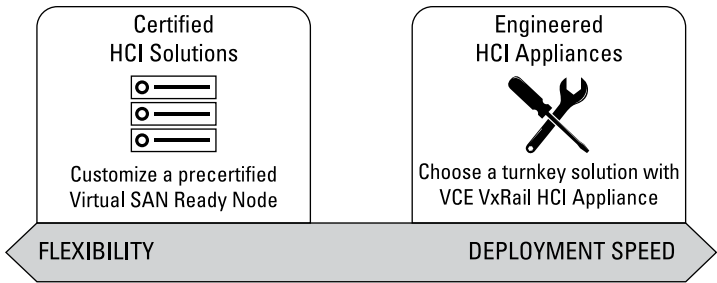 Certified
HCI Solutions
Customize a precertified
Virtual SAN Ready Node
Engineered
HCI Appliances
Choose a turnkey solution with
VCE VxRail HCI Appliance
FLEXIBILITY
DEPLOYMENT SPEED